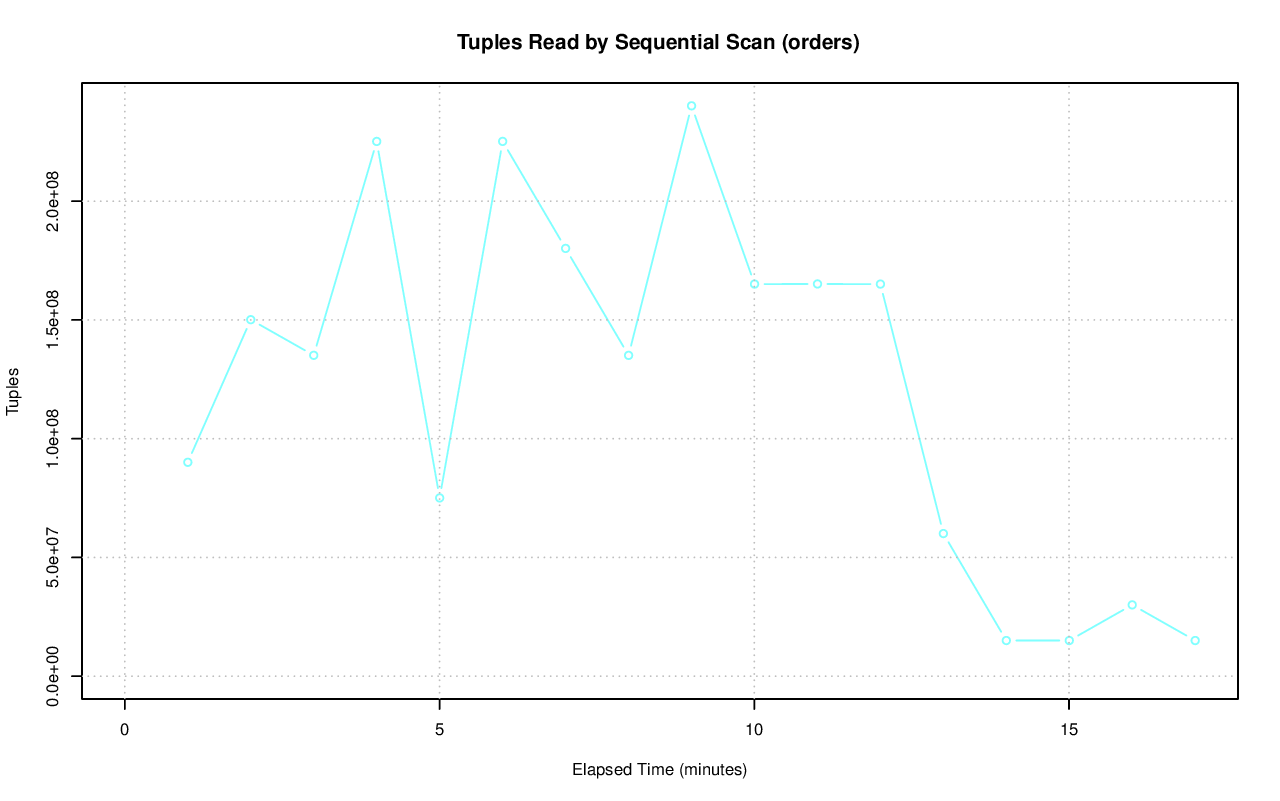 Tuples Read by Sequential Scan (orders)
2.0e+08
1.5e+08
1.0e+08
5.0e+07
0.0e+00
Tuples
0 5 10 15
Elapsed Time (minutes)